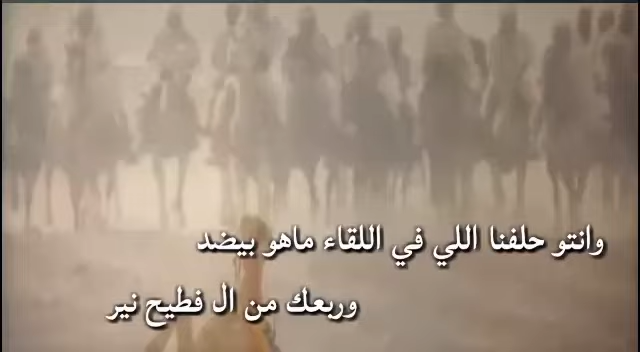 وانتو حلفنا اللي في اللقاء ماهو بيضد
وربعك من ال فطيح نير